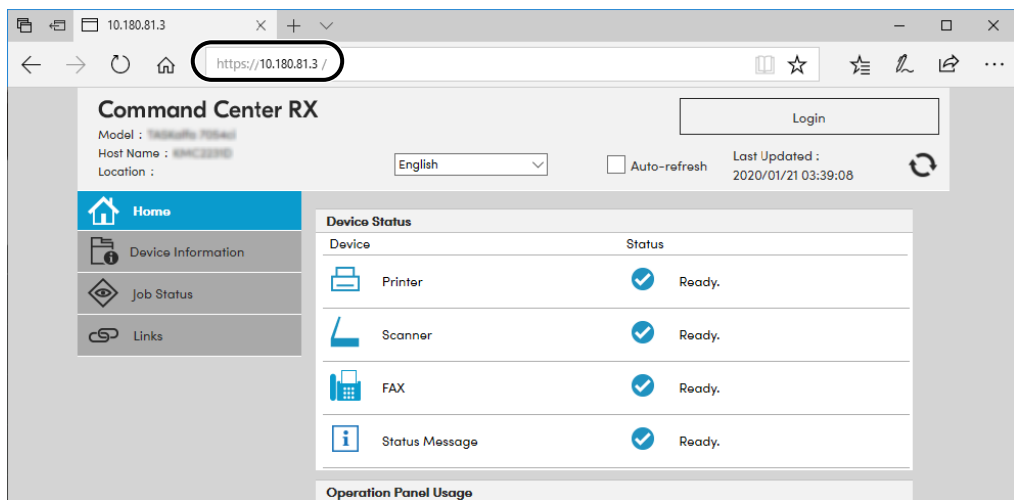 10.180.81.3
https://10.180.81.3 /
Command Center RX
Login
Model :
Host Name :
Location :
English
Auto-refresh
Last Updated :
2020/01/21 03:39:08
Home
Device Information
Job Status
Links
Device Status
Device Status
Printer Ready.
Scanner Ready.
FAX Ready.
Status Message Ready.
Operation Panel Usage